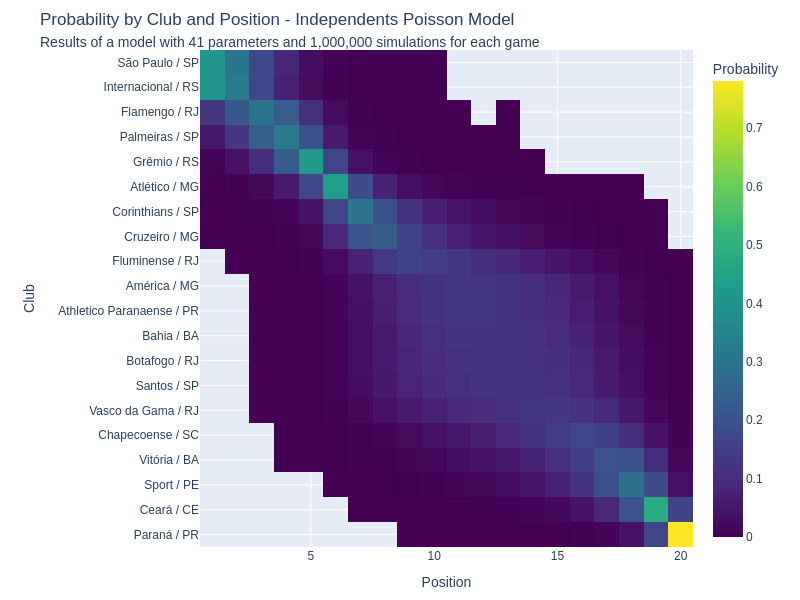 Probability by Club and Position - Independents Poisson Model
Results of a model with 41 parameters and 1,000,000 simulations for each game
Probability
São Paulo / SP
Internacional / RS
Flamengo / RJ
Palmeiras / SP
Grêmio / RS
Atlético / MG
Corinthians / SP
Cruzeiro / MG
Fluminense / RJ
América / MG
Athletico Paranaense / PR
Bahia / BA
Botafogo / RJ
Santos / SP
Vasco da Gama / RJ
Chapecoense / SC
Vitória / BA
Sport / PE
Ceará / CE
Paraná / PR
Club
5 10 15 20
Position
0.7
0.6
0.5
0.4
0.3
0.2
0.1
0